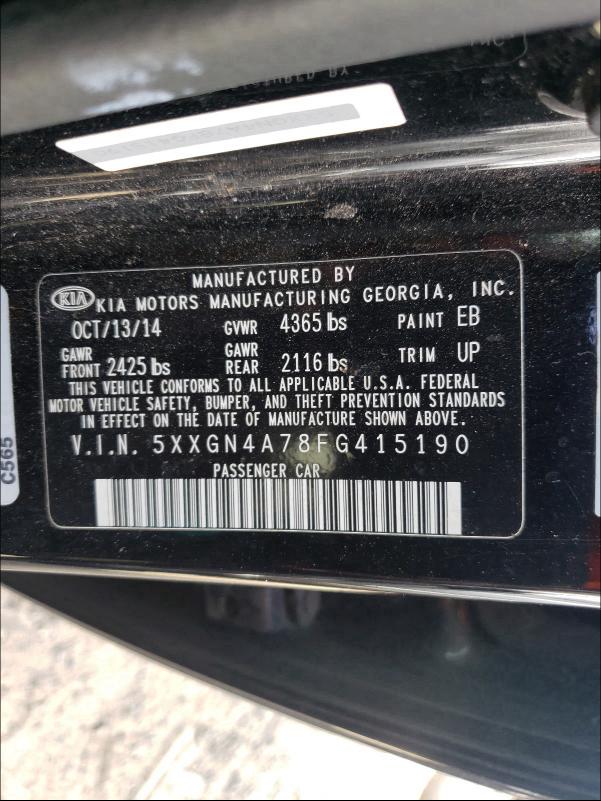 MANUFACTURED BY
KIA KIA MOTORS MANUFACTURING GEORGIA, INC.
OCT/13/14 GVWR 4365 lbs PAINT EB
GAWR FRONT 2425 lbs GAWR REAR 2116 lbs TRIM UP
THIS VEHICLE CONFORMS TO ALL APPLICABLE U.S.A. FEDERAL
MOTOR VEHICLE SAFETY, BUMPER, AND THEFT PREVENTION STANDARDS
IN EFFECT ON THE DATE OF MANUFACTURE SHOWN ABOVE.
V.I.N. 5XXGN4A78FG415190
PASSENGER CAR
C565